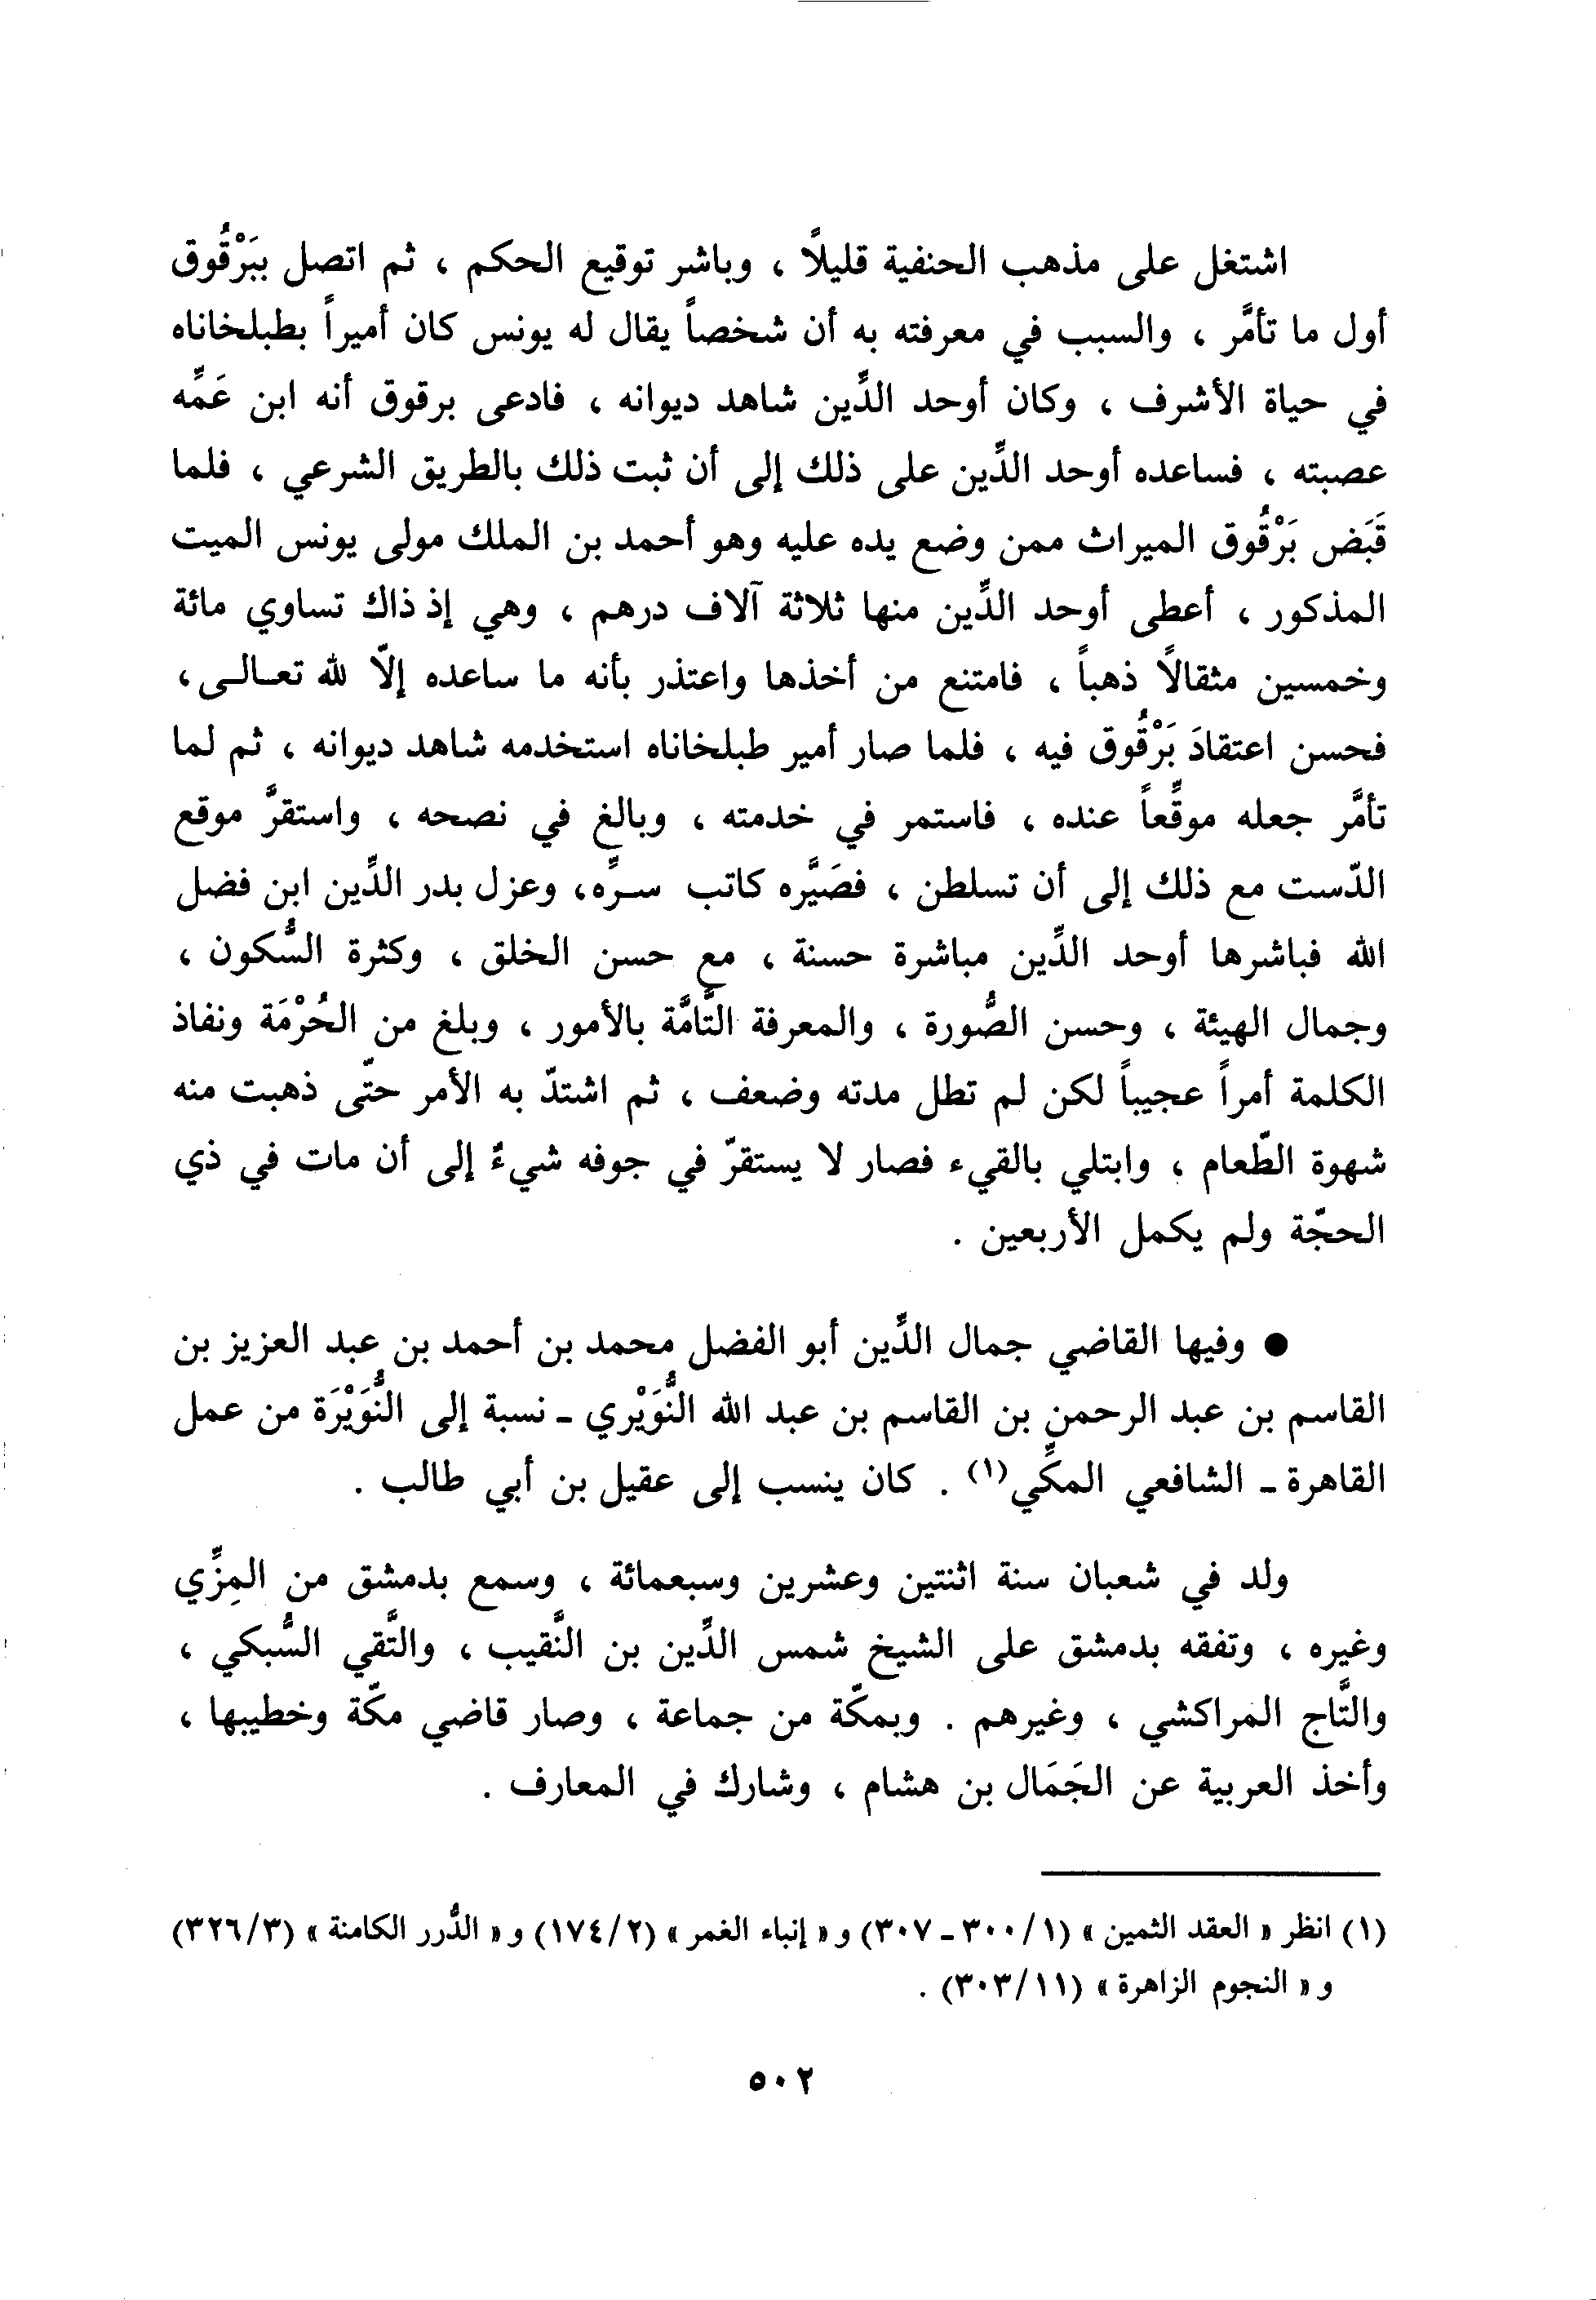 اشتغل على مذهب الحنفية قليلاً ، وباشر توقيع الحكم ، ثم اتصل ببَرْقُوق
أول ما تأمَّر ، والسبب في معرفته به أن شخصاً يقال له يونس كان أميراً بطبلخاناه
في حياة الأشرف ، وكان أوحد الدِّين شاهد ديوانه ، فادعى برقوق أنه ابن عَمِّه
عصبته ، فساعده أوحد الدِّين على ذلك إلى أن ثبت ذلك بالطريق الشرعي ، فلما
قَبَض بَرْقُوق الميراث ممن وضع يده عليه وهو أحمد بن الملك مولى يونس الميت
المذكور ، أعطى أوحد الدِّين منها ثلاثة آلاف درهم ، وهي إذ ذاك تساوي مائة
وخمسين مثقالاً ذهباً ، فامتنع من أخذها واعتذر بأنه ما ساعده إلّا لله تعـالـى،
فحسن اعتقادَ بَرْقُوق فيه ، فلما صار أمير طبلخاناه استخدمه شاهد ديوانه ، ثم لما
تأمَّر جعله موقِّعاً عنده ، فاستمر في خدمته ، وبالغ في نصحه ، واستقرَّ موقع
الدّست مع ذلك إلى أن تسلطن ، فصَيَّره كاتب سـرِّه، وعزل بدر الدِّين ابن فضل
الله فباشرها أوحد الدِّين مباشرة حسنة ، مع حسن الخلق ، وكثرة السُّكون ،
وجمال الهيئة ، وحسن الصُّورة ، والمعرفة التَّامَّة بالأمور ، وبلغ من الحُرْمَة ونفاذ
الكلمة أمراً عجيباً لكن لم تطل مدته وضعف ، ثم اشتدّ به الأمر حتّى ذهبت منه
شهوة الطّعام ، وابتلي بالقيء فصار لا يستقرّ في جوفه شيءٌ إلى أن مات في ذي
الحجّة ولم يكمل الأربعين .
● وفيها القاضي جمال الدِّين أبو الفضل محمد بن أحمد بن عبد العزيز بن
القاسم بن عبد الرحمن بن القاسم بن عبد الله النُّوَيْري ـ نسبة إلى النُّوَيْرَة من عمل
القاهرة ـ الشافعي المكِّي(١) . كان ينسب إلى عقيل بن أبي طالب .
ولد في شعبان سنة اثنتين وعشرين وسبعمائة ، وسمع بدمشق من المِزِّي
وغيره ، وتفقه بدمشق على الشيخ شمس الدِّين بن النَّقيب ، والتَّقي السُّبكي ،
والتَّاج المراكشي ، وغيرهم . وبمكّة من جماعة ، وصار قاضي مكّة وخطيبها ،
وأخذ العربية عن الجَمَال بن هشام ، وشارك في المعارف .
(١) انظر « العقد الثمين » (١/ ٣٠٠ ـ ٣٠٧) و « إنباء الغمر » (٢/ ١٧٤) و « الدُّرر الكامنة » (٣/ ٣٢٦)
و « النجوم الزاهرة » (١١/ ٣٠٣) .
٥٠٢